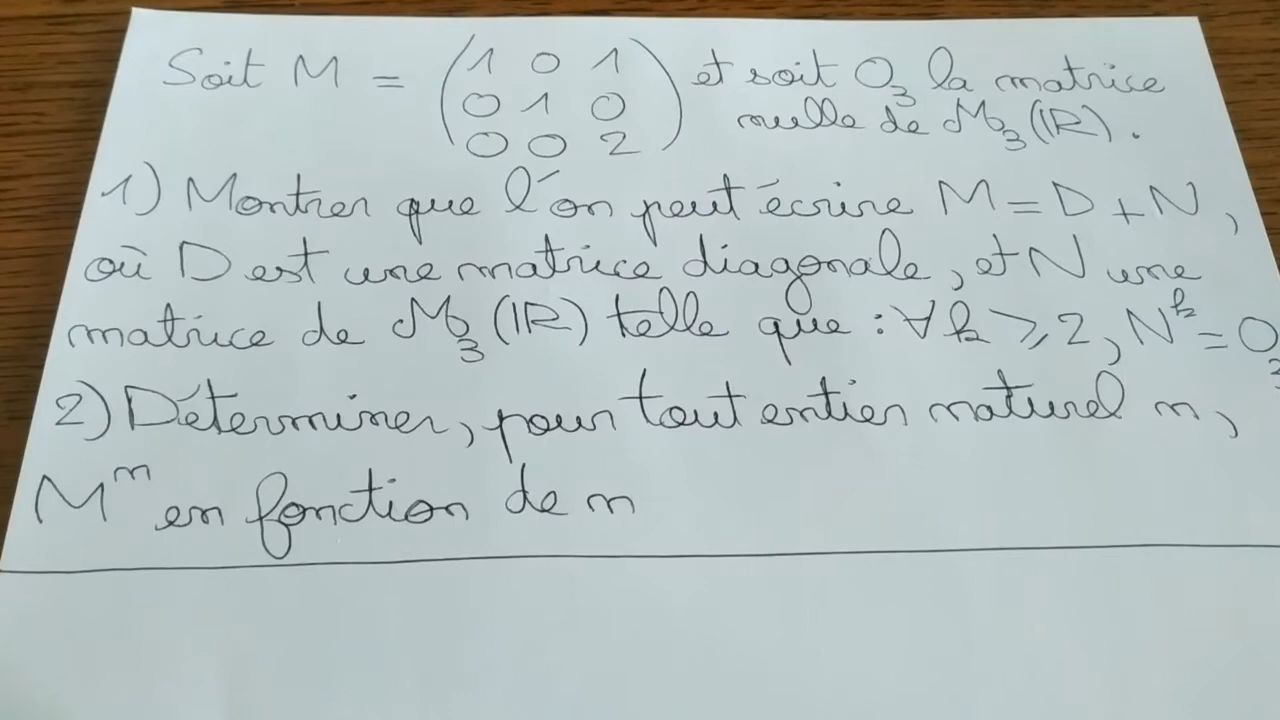 Soit M = (1 0 1 / 0 1 0 / 0 0 2) et soit O₃ la matrice
nulle de M₃(ℝ).
1) Montrer que l'on peut écrire M = D + N,
où D est une matrice diagonale, et N une
matrice de M₃(ℝ) telle que : ∀k ⩾ 2, Nᵏ = O₃
2) Déterminer, pour tout entier naturel n,
Mⁿ en fonction de n